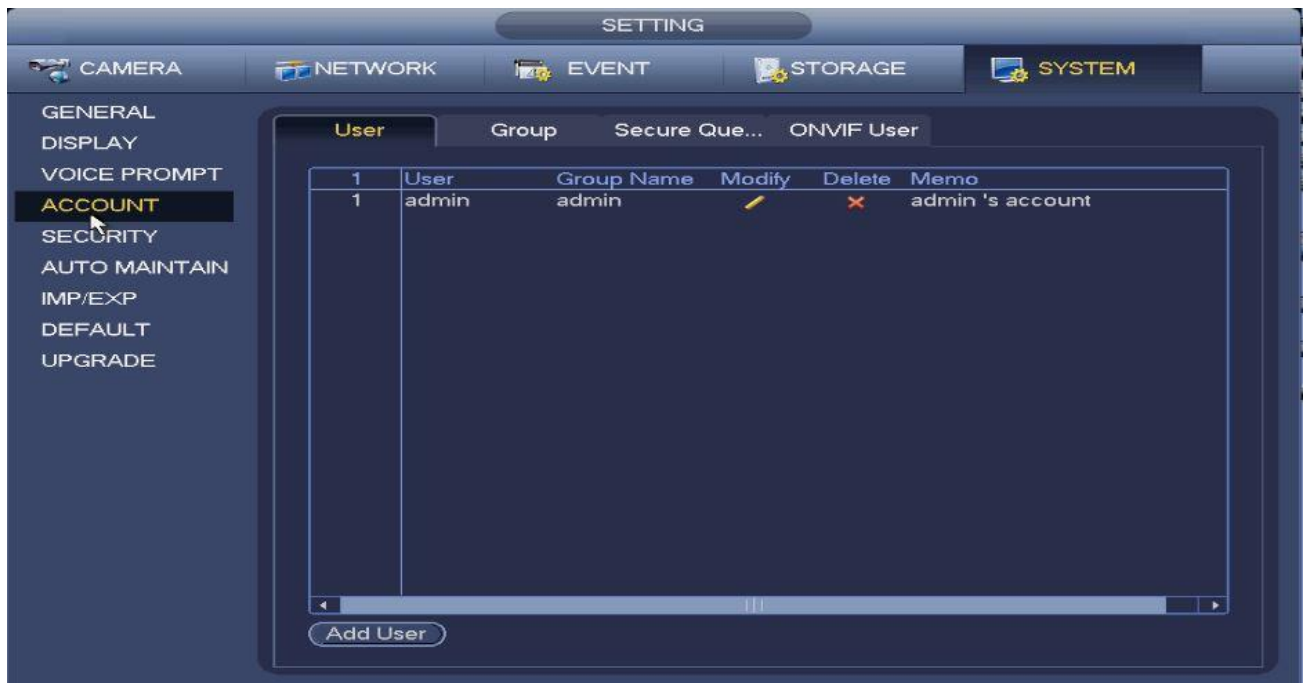 SETTING
CAMERA NETWORK EVENT STORAGE SYSTEM
GENERAL
DISPLAY
VOICE PROMPT
ACCOUNT
SECURITY
AUTO MAINTAIN
IMP/EXP
DEFAULT
UPGRADE
User Group Secure Que... ONVIF User
1 User Group Name Modify Delete Memo
1 admin admin admin 's account
Add User